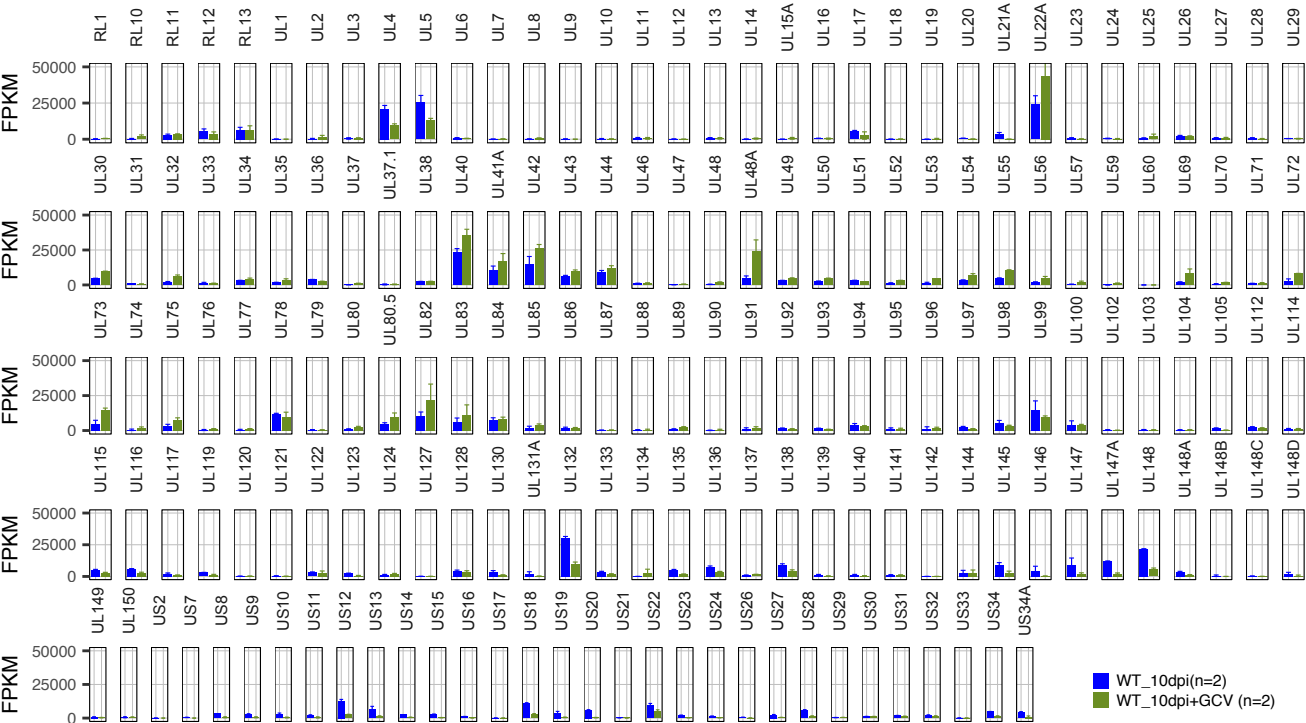 RL1 RL10 RL11 RL12 RL13 UL1 UL2 UL3 UL4 UL5 UL6 UL7 UL8 UL9 UL10 UL11 UL12 UL13 UL14 UL15A UL16 UL17 UL18 UL19 UL20 UL21A UL22A UL23 UL24 UL25 UL26 UL27 UL28 UL29
FPKM
50000
25000
0
UL30 UL31 UL32 UL33 UL34 UL35 UL36 UL37 UL37.1 UL38 UL40 UL41A UL42 UL43 UL44 UL46 UL47 UL48 UL48A UL49 UL50 UL51 UL52 UL53 UL54 UL55 UL56 UL57 UL59 UL60 UL69 UL70 UL71 UL72
FPKM
50000
25000
0
UL73 UL74 UL75 UL76 UL77 UL78 UL79 UL80 UL80.5 UL82 UL83 UL84 UL85 UL86 UL87 UL88 UL89 UL90 UL91 UL92 UL93 UL94 UL95 UL96 UL97 UL98 UL99 UL100 UL102 UL103 UL104 UL105 UL112 UL114
FPKM
50000
25000
0
UL115 UL116 UL117 UL119 UL120 UL121 UL122 UL123 UL124 UL127 UL128 UL130 UL131A UL132 UL133 UL134 UL135 UL136 UL137 UL138 UL139 UL140 UL141 UL142 UL144 UL145 UL146 UL147 UL147A UL148 UL148A UL148B UL148C UL148D
FPKM
50000
25000
0
UL149 UL150 US2 US7 US8 US9 US10 US11 US12 US13 US14 US15 US16 US17 US18 US19 US20 US21 US22 US23 US24 US26 US27 US28 US29 US30 US31 US32 US33 US34 US34A
FPKM
50000
25000
0
WT_10dpi(n=2)
WT_10dpi+GCV (n=2)